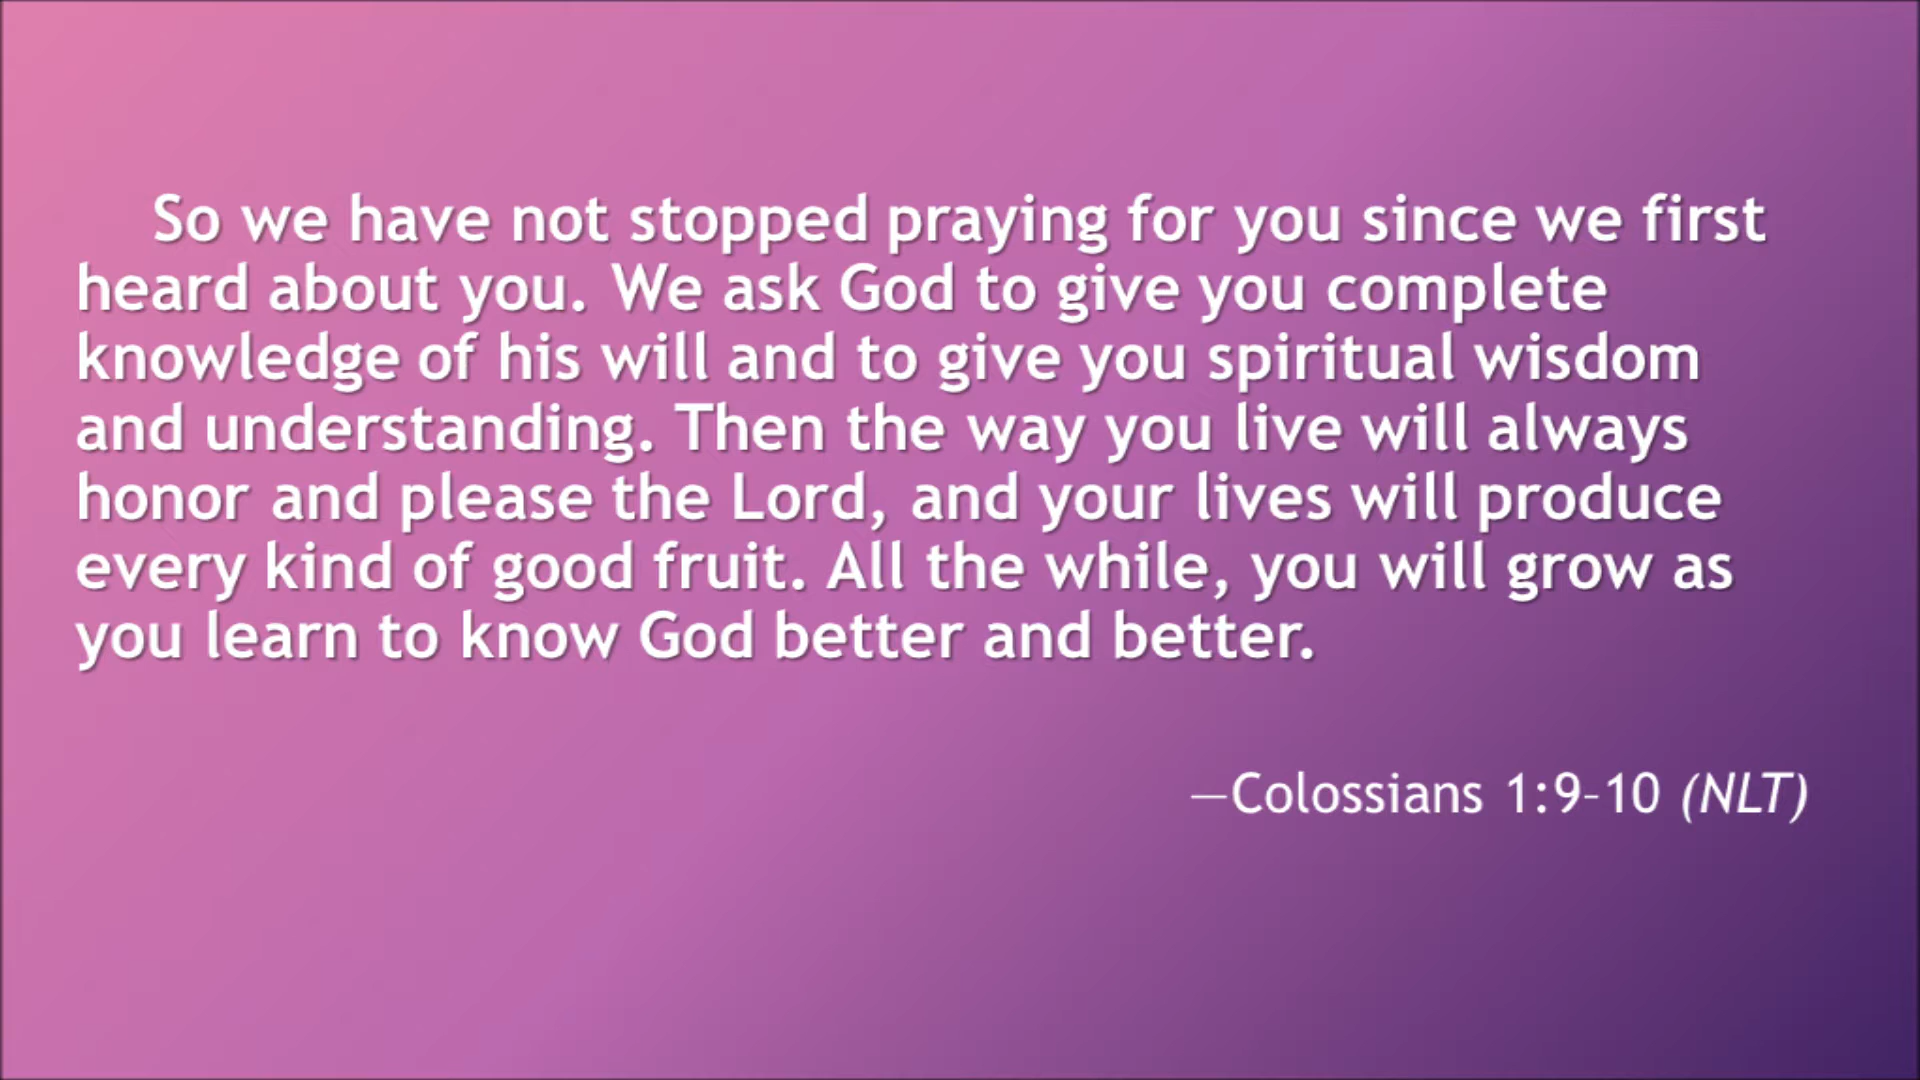 So we have not stopped praying for you since we first
heard about you. We ask God to give you complete
knowledge of his will and to give you spiritual wisdom
and understanding. Then the way you live will always
honor and please the Lord, and your lives will produce
every kind of good fruit. All the while, you will grow as
you learn to know God better and better.
—Colossians 1:9–10 (NLT)